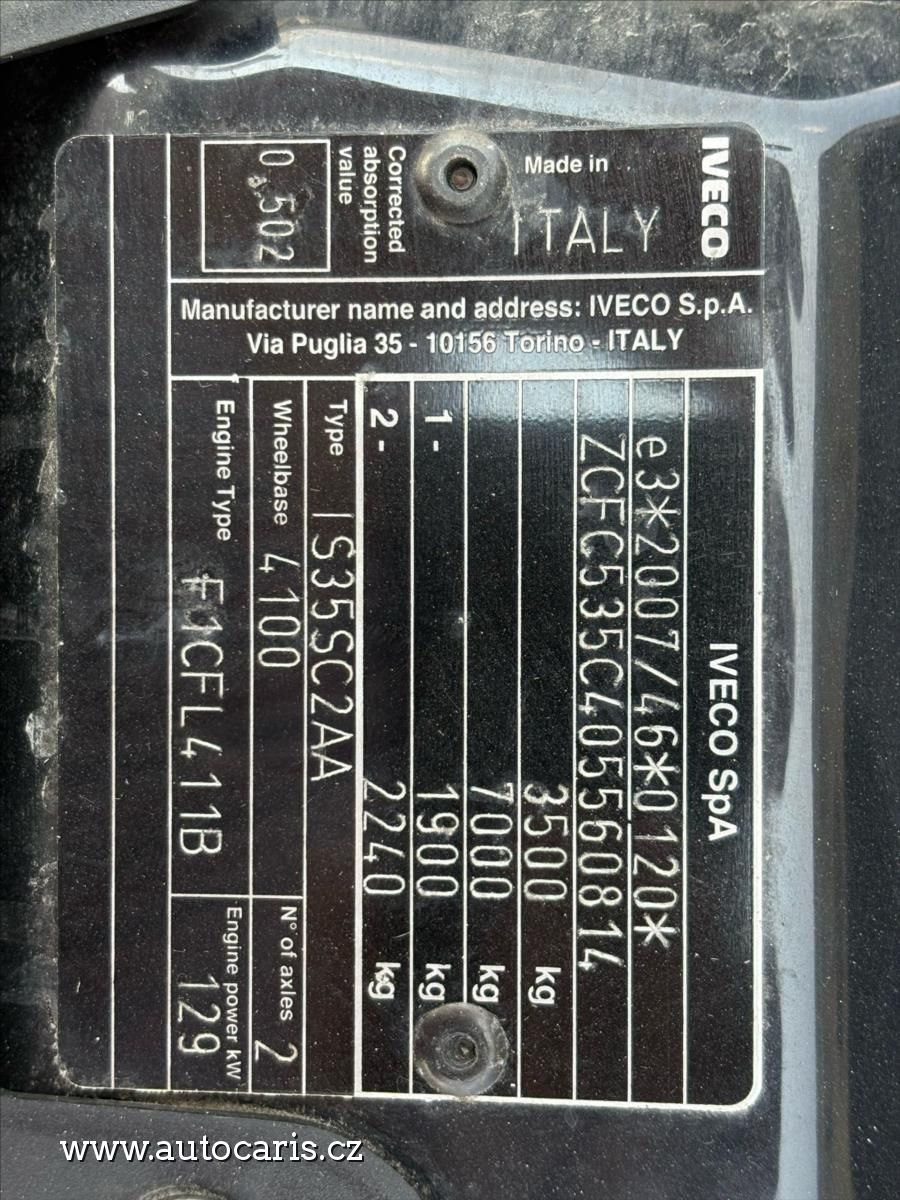 IVECO
Made in
ITALY
Corrected
absorption
value
0.502
Manufacturer name and address: IVECO S.p.A.
Via Puglia 35 - 10156 Torino - ITALY
IVECO SpA
e3*2007/46*0120*
ZCFC535C405560814
3500 kg
7000 kg
1 - 1900 kg
2 - 2240 kg
Type IS35SC2AA
Wheelbase 4100 N° of axles 2
Engine Type F1CFL411B Engine power kW 129
www.autocaris.cz